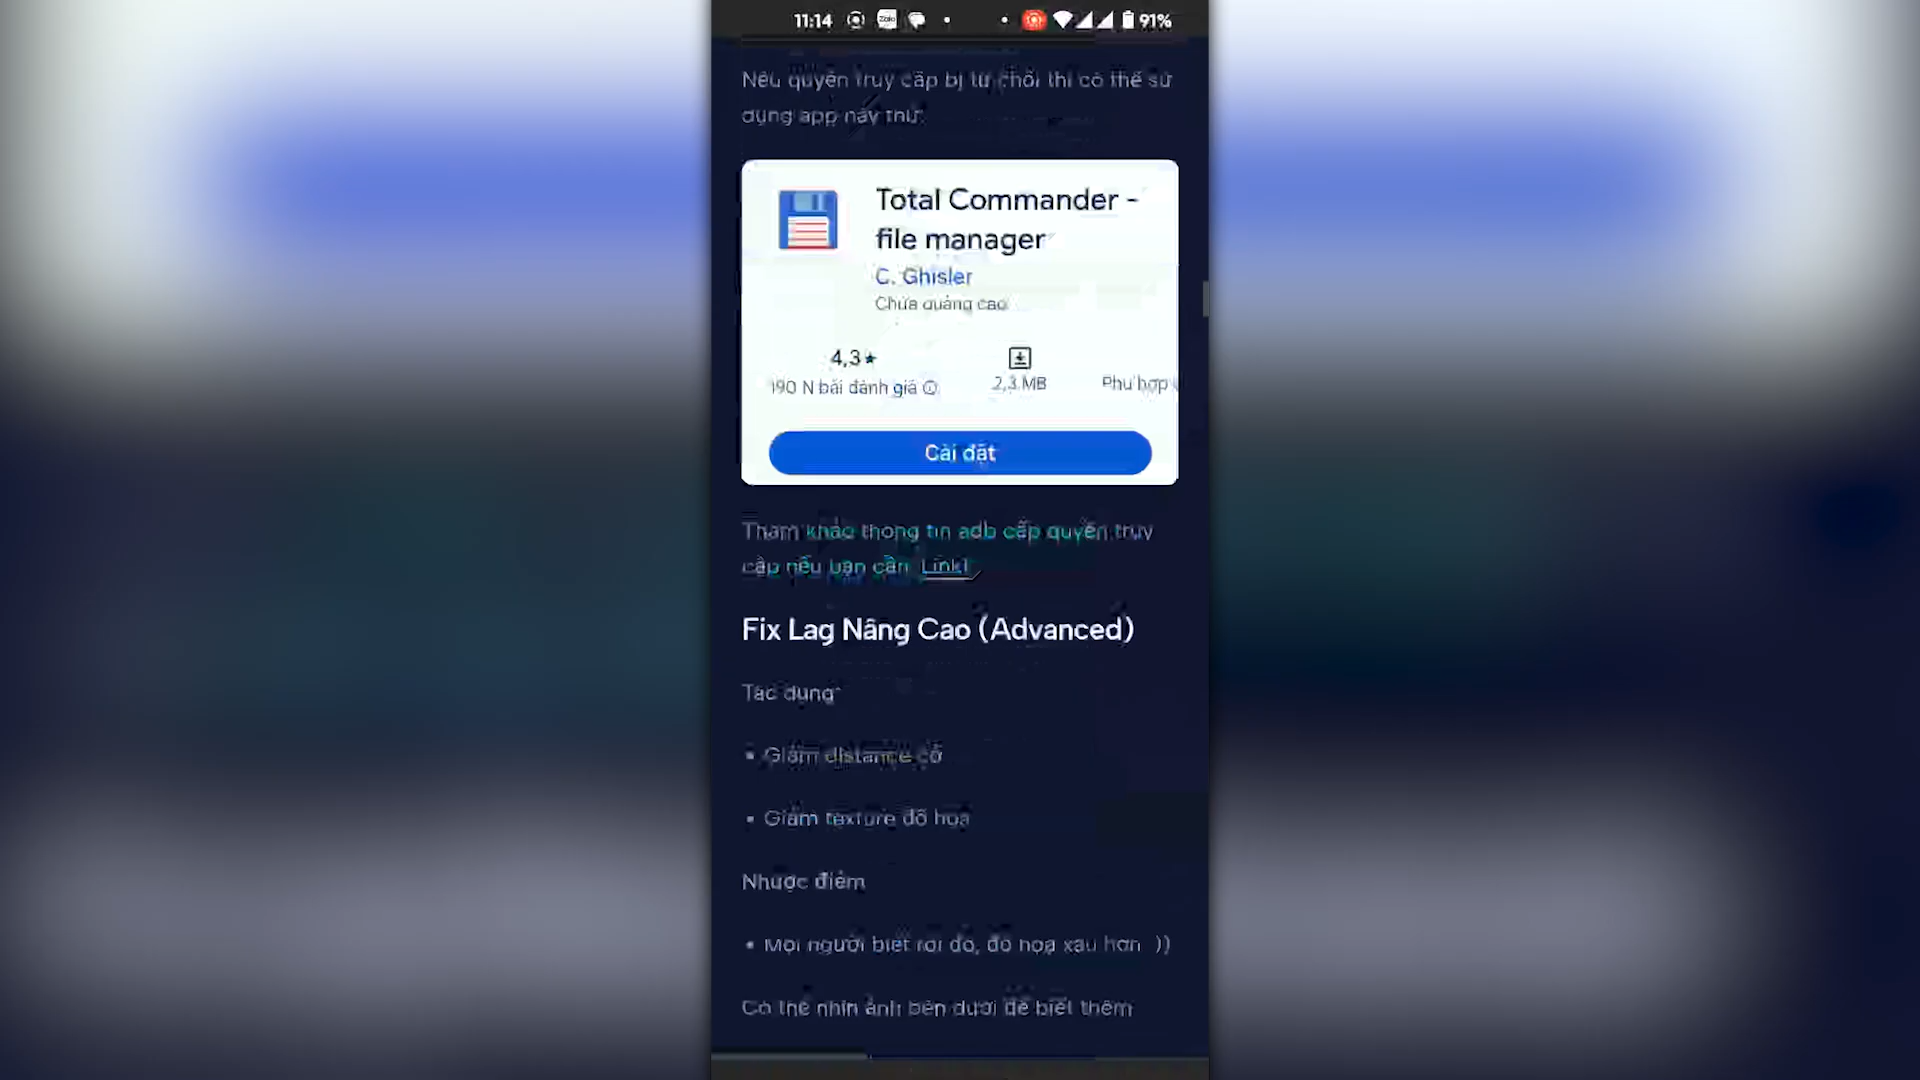 11:14 Zalo 91%
Nếu quyền truy cập bị từ chối thì có thể sử
dụng app này thử:
Total Commander -
file manager
C. Ghisler
Chứa quảng cáo
4,3★
190 N bài đánh giá
2,3 MB
Phù hợp
Cài đặt
Tham khảo thông tin adb cấp quyền truy
cập nếu bạn cần: Link1
Fix Lag Nâng Cao (Advanced)
Tác dụng:
• Giảm distance cỏ
• Giảm texture đồ hoạ
Nhược điểm
• Mọi người biết rồi đó, đồ hoạ xấu hơn :))
Có thể nhìn ảnh bên dưới để biết thêm